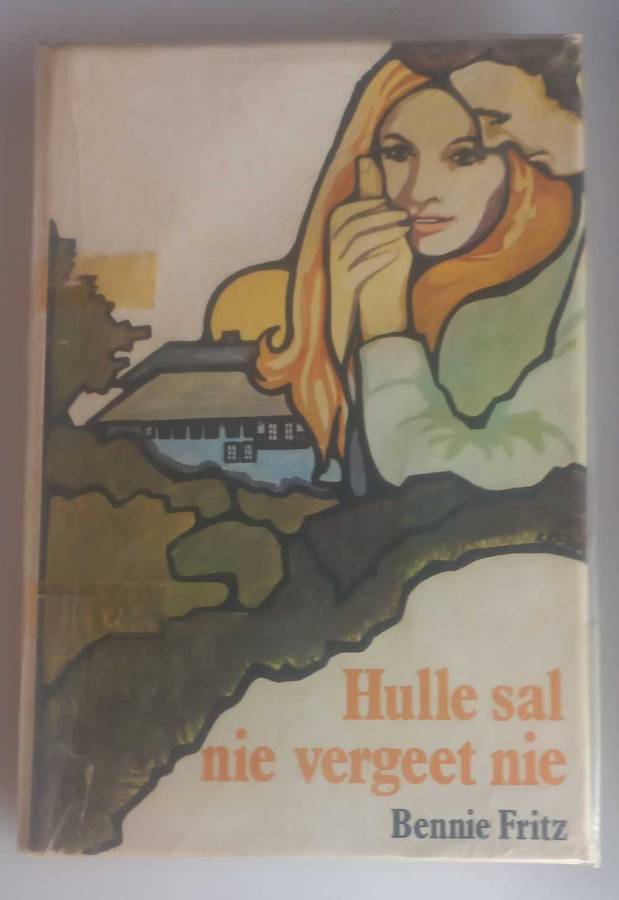 Hulle sal
nie vergeet nie
Bennie Fritz